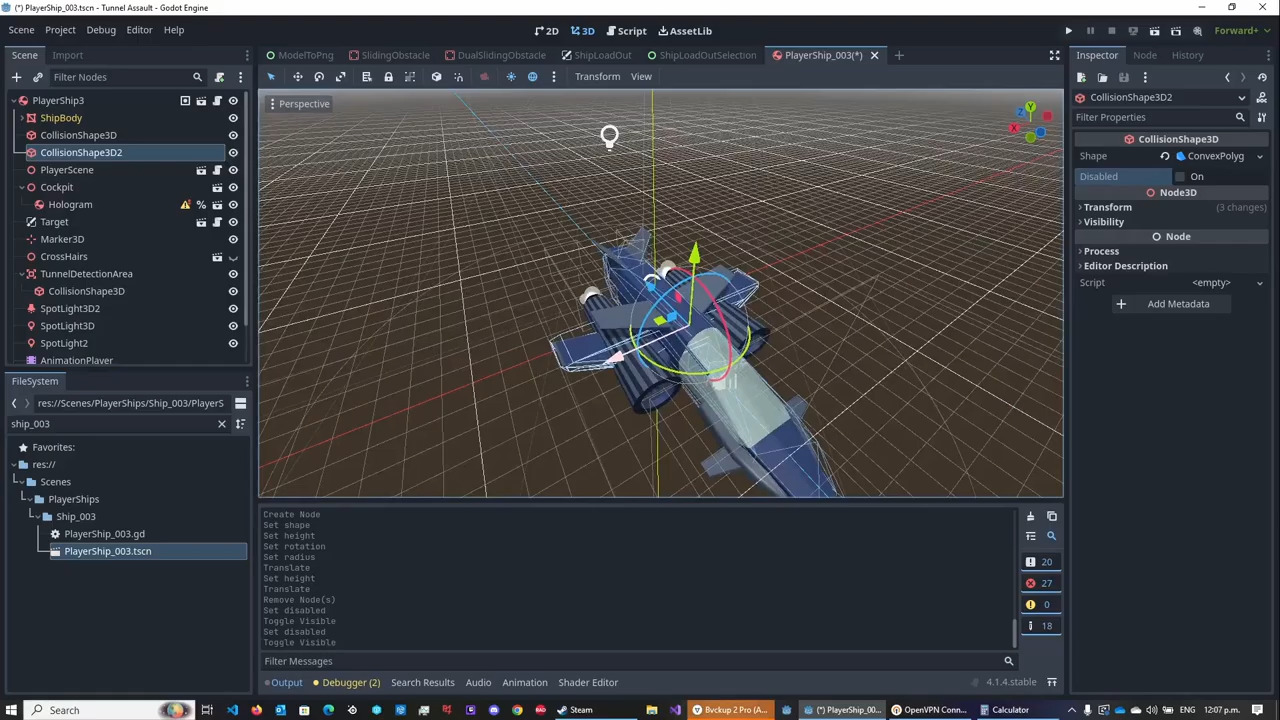 (*) PlayerShip_003.tscn - Tunnel Assault - Godot Engine
Scene Project Debug Editor Help
2D 3D Script AssetLib
Forward+
Scene Import
ModelToPng SlidingObstacle DualSlidingObstacle ShipLoadOut ShipLoadOutSelection PlayerShip_003(*)
Inspector Node History
Filter Nodes
Transform View
PlayerShip3
ShipBody
CollisionShape3D
CollisionShape3D2
PlayerScene
Cockpit
Hologram
Target
Marker3D
CrossHairs
TunnelDetectionArea
CollisionShape3D
SpotLight3D2
SpotLight3D
SpotLight2
AnimationPlayer
Perspective
Y
X
Z
CollisionShape3D2
Filter Properties
CollisionShape3D
Shape ConvexPolyg
Disabled On
Node3D
Transform (3 changes)
Visibility
Node
Process
Editor Description
Script <empty>
Add Metadata
FileSystem
res://Scenes/PlayerShips/Ship_003/PlayerS
ship_003
Favorites:
res://
Scenes
PlayerShips
Ship_003
PlayerShip_003.gd
PlayerShip_003.tscn
Create Node
Set shape
Set height
Set rotation
Set radius
Translate
Set height
Translate
Remove Node(s)
Set disabled
Toggle Visible
Set disabled
Toggle Visible
20
27
0
18
Filter Messages
Output Debugger (2) Search Results Audio Animation Shader Editor
4.1.4.stable
Search
Steam
Bvckup 2 Pro (A...
(*) PlayerShip_00...
OpenVPN Conn...
Calculator
ENG 12:07 p.m.